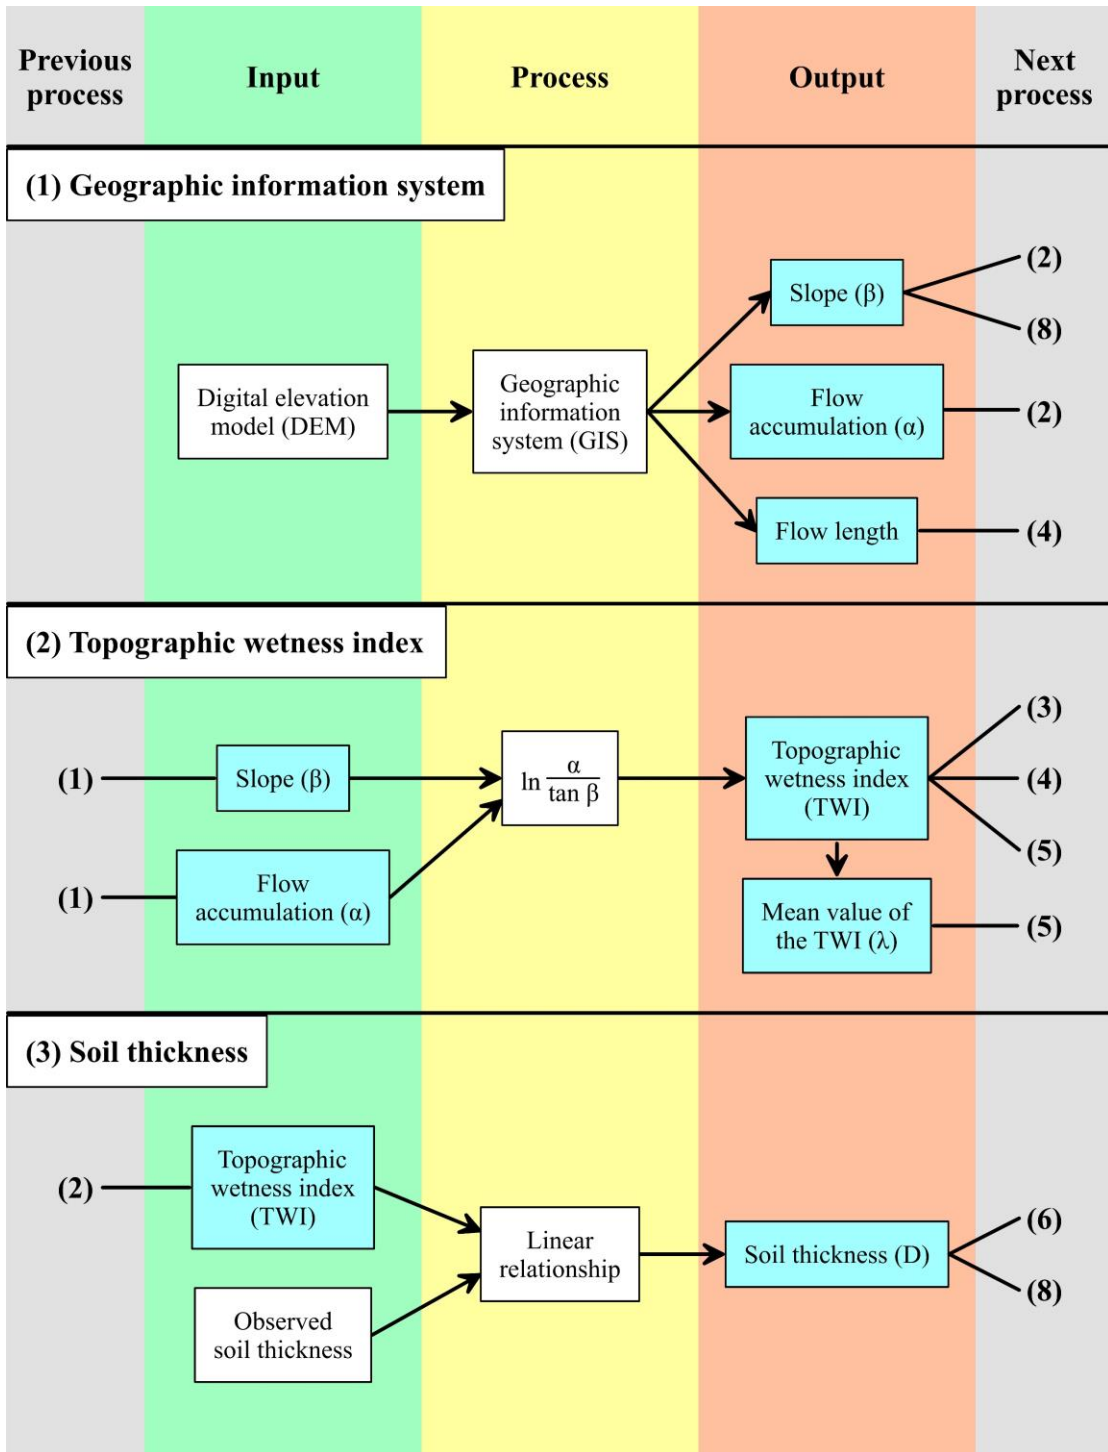 Previous
process
Input
Process
Output
Next
process
(1) Geographic information system
Digital elevation
model (DEM)
Geographic
information
system (GIS)
Slope (β)
(2)
(8)
Flow
accumulation (α)
(2)
Flow length
(4)
(2) Topographic wetness index
(1)
Slope (β)
(1)
Flow
accumulation (α)
ln α / tan β
Topographic
wetness index
(TWI)
(3)
(4)
(5)
Mean value of
the TWI (λ)
(5)
(3) Soil thickness
(2)
Topographic
wetness index
(TWI)
Observed
soil thickness
Linear
relationship
Soil thickness (D)
(6)
(8)